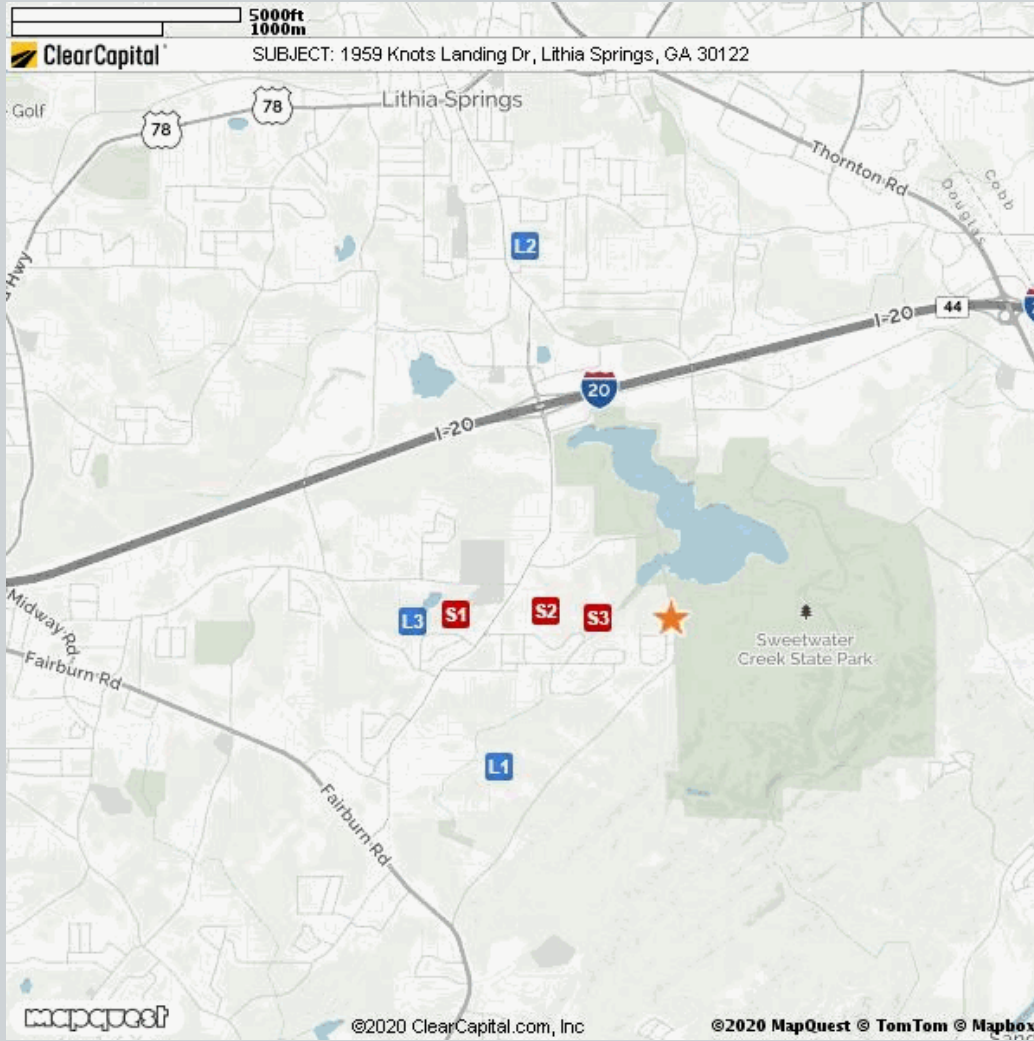 5000ft
1000m
ClearCapital
SUBJECT: 1959 Knots Landing Dr, Lithia Springs, GA 30122
Golf
78
78
Lithia Springs
Thornton Rd
Cobb
Douglas
Hwy
L2
I-20
44
20
I-20
Midway Rd
Fairburn Rd
L3
S1
S2
S3
Sweetwater
Creek State Park
L1
Fairburn Rd
mapquest
©2020 ClearCapital.com, Inc
©2020 MapQuest © TomTom © Mapbox